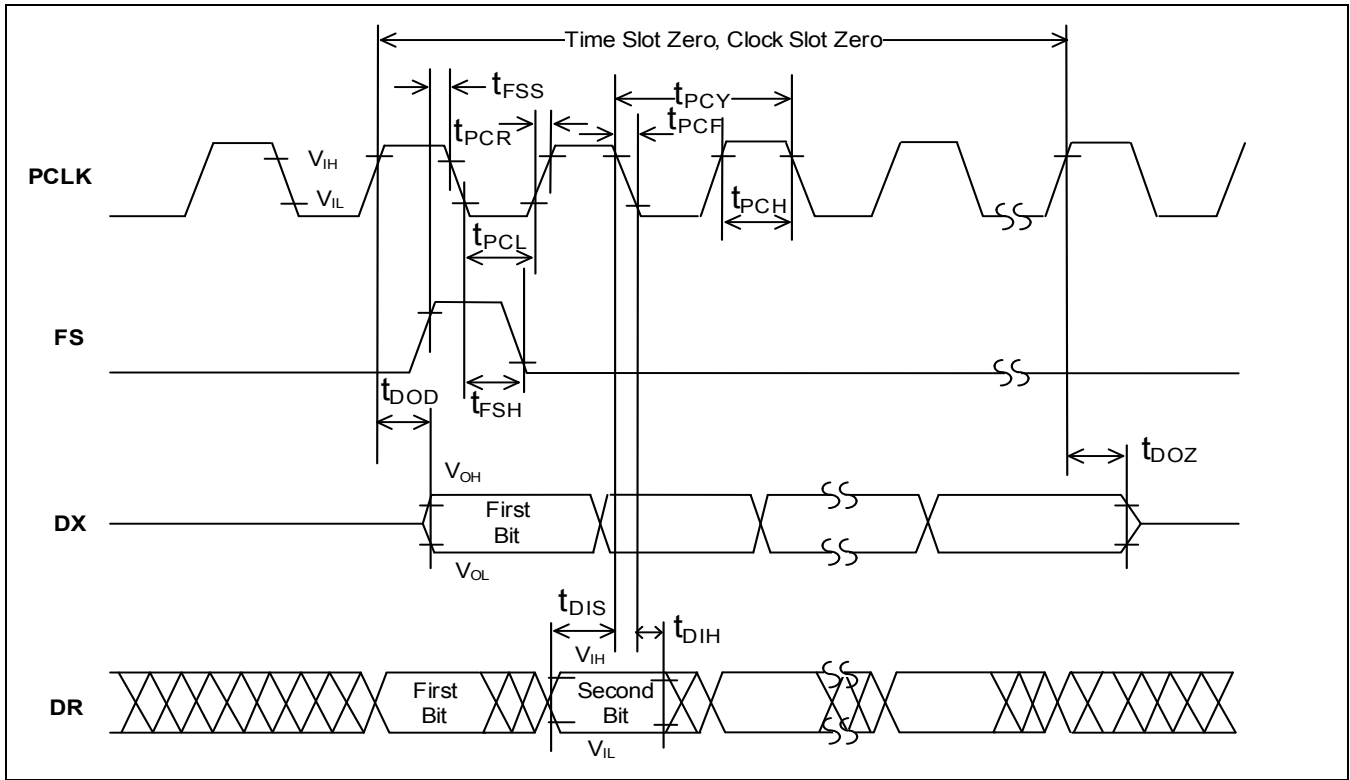 Time Slot Zero, Clock Slot Zero
tFSS
tPCY
tPCR
tPCF
PCLK
VIH
VIL
tPCH
tPCL
FS
tDOD
tFSH
tDOZ
VOH
DX
First
Bit
VOL
tDIS
tDIH
VIH
DR
First
Bit
Second
Bit
VIL